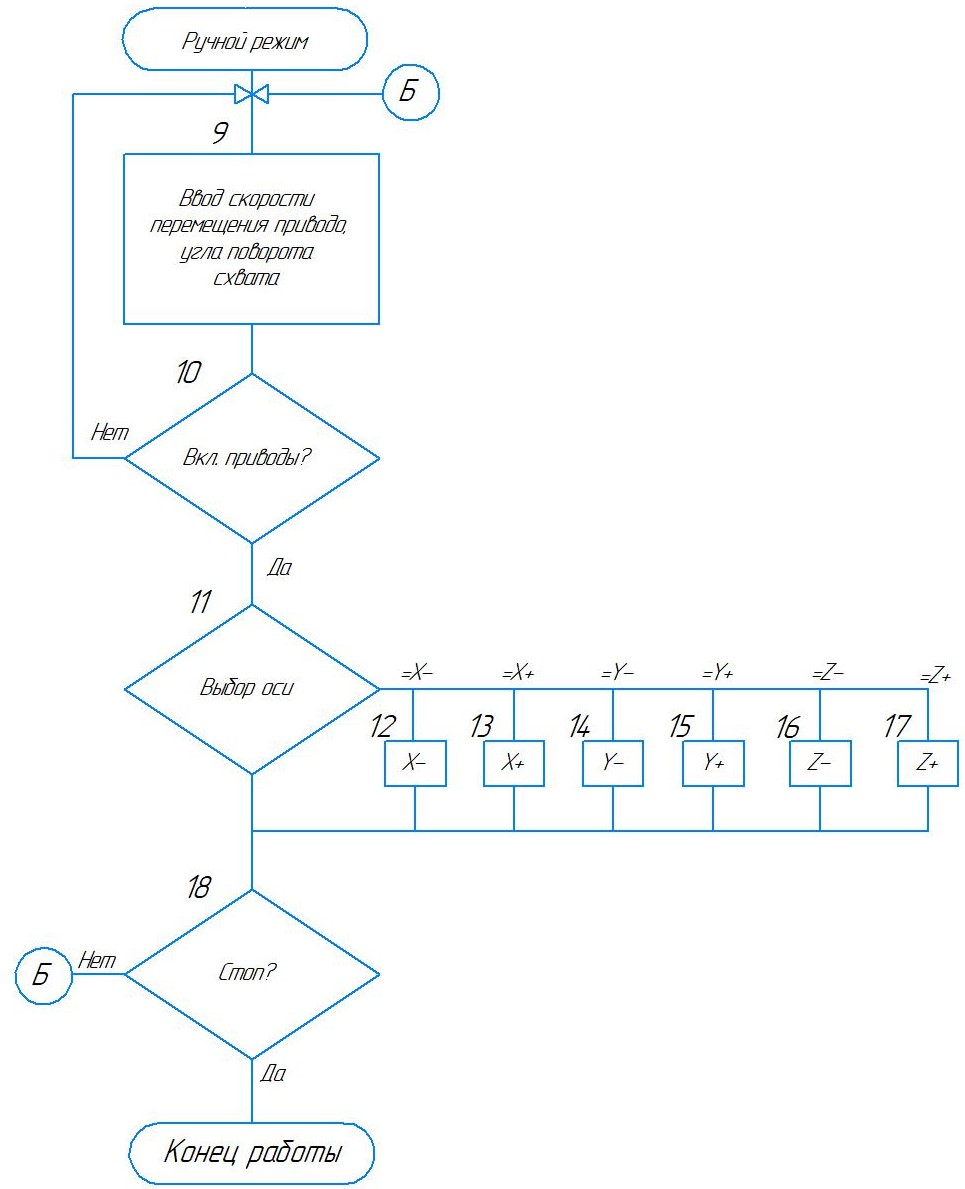 Ручной режим
Б
9
Ввод скорости
перемещения приводо,
угла поворота
схвата
10
Нет
Вкл. приводы?
Да
11
Выбор оси
=X–
=X+
=Y–
=Y+
=Z–
=Z+
12
13
14
15
16
17
X–
X+
Y–
Y+
Z–
Z+
18
Б
Нет
Стоп?
Да
Конец работы